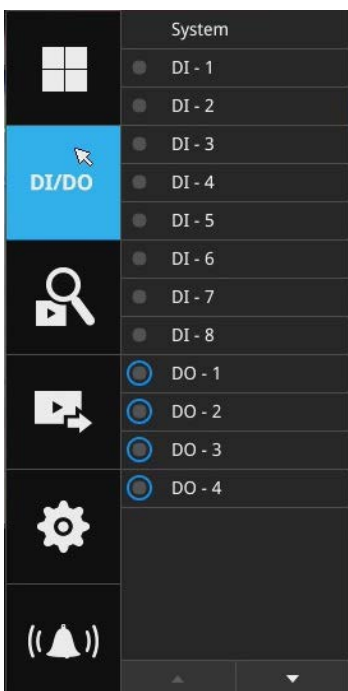 System
DI - 1
DI - 2
DI - 3
DI/DO
DI - 4
DI - 5
DI - 6
DI - 7
DI - 8
DO - 1
DO - 2
DO - 3
DO - 4